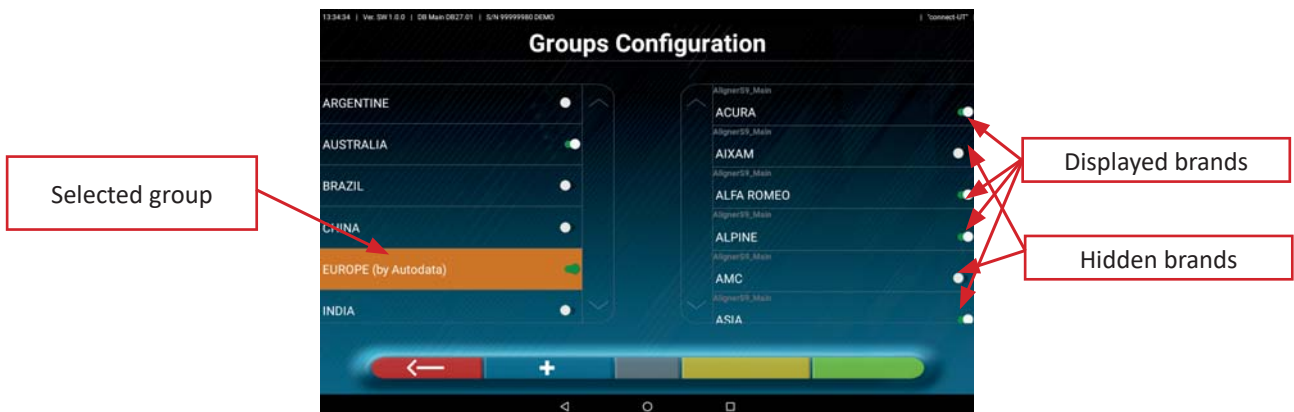 13:34:34 | Ver. SW 1.0.0 | DB Main DB27.01 | S/N 99999980 DEMO | "connect-UT"
Groups Configuration
ARGENTINE
AUSTRALIA
BRAZIL
CHINA
EUROPE (by Autodata)
INDIA
AlignerS9_Main
ACURA
AlignerS9_Main
AIXAM
AlignerS9_Main
ALFA ROMEO
AlignerS9_Main
ALPINE
AlignerS9_Main
AMC
AlignerS9_Main
ASIA
Selected group
Displayed brands
Hidden brands